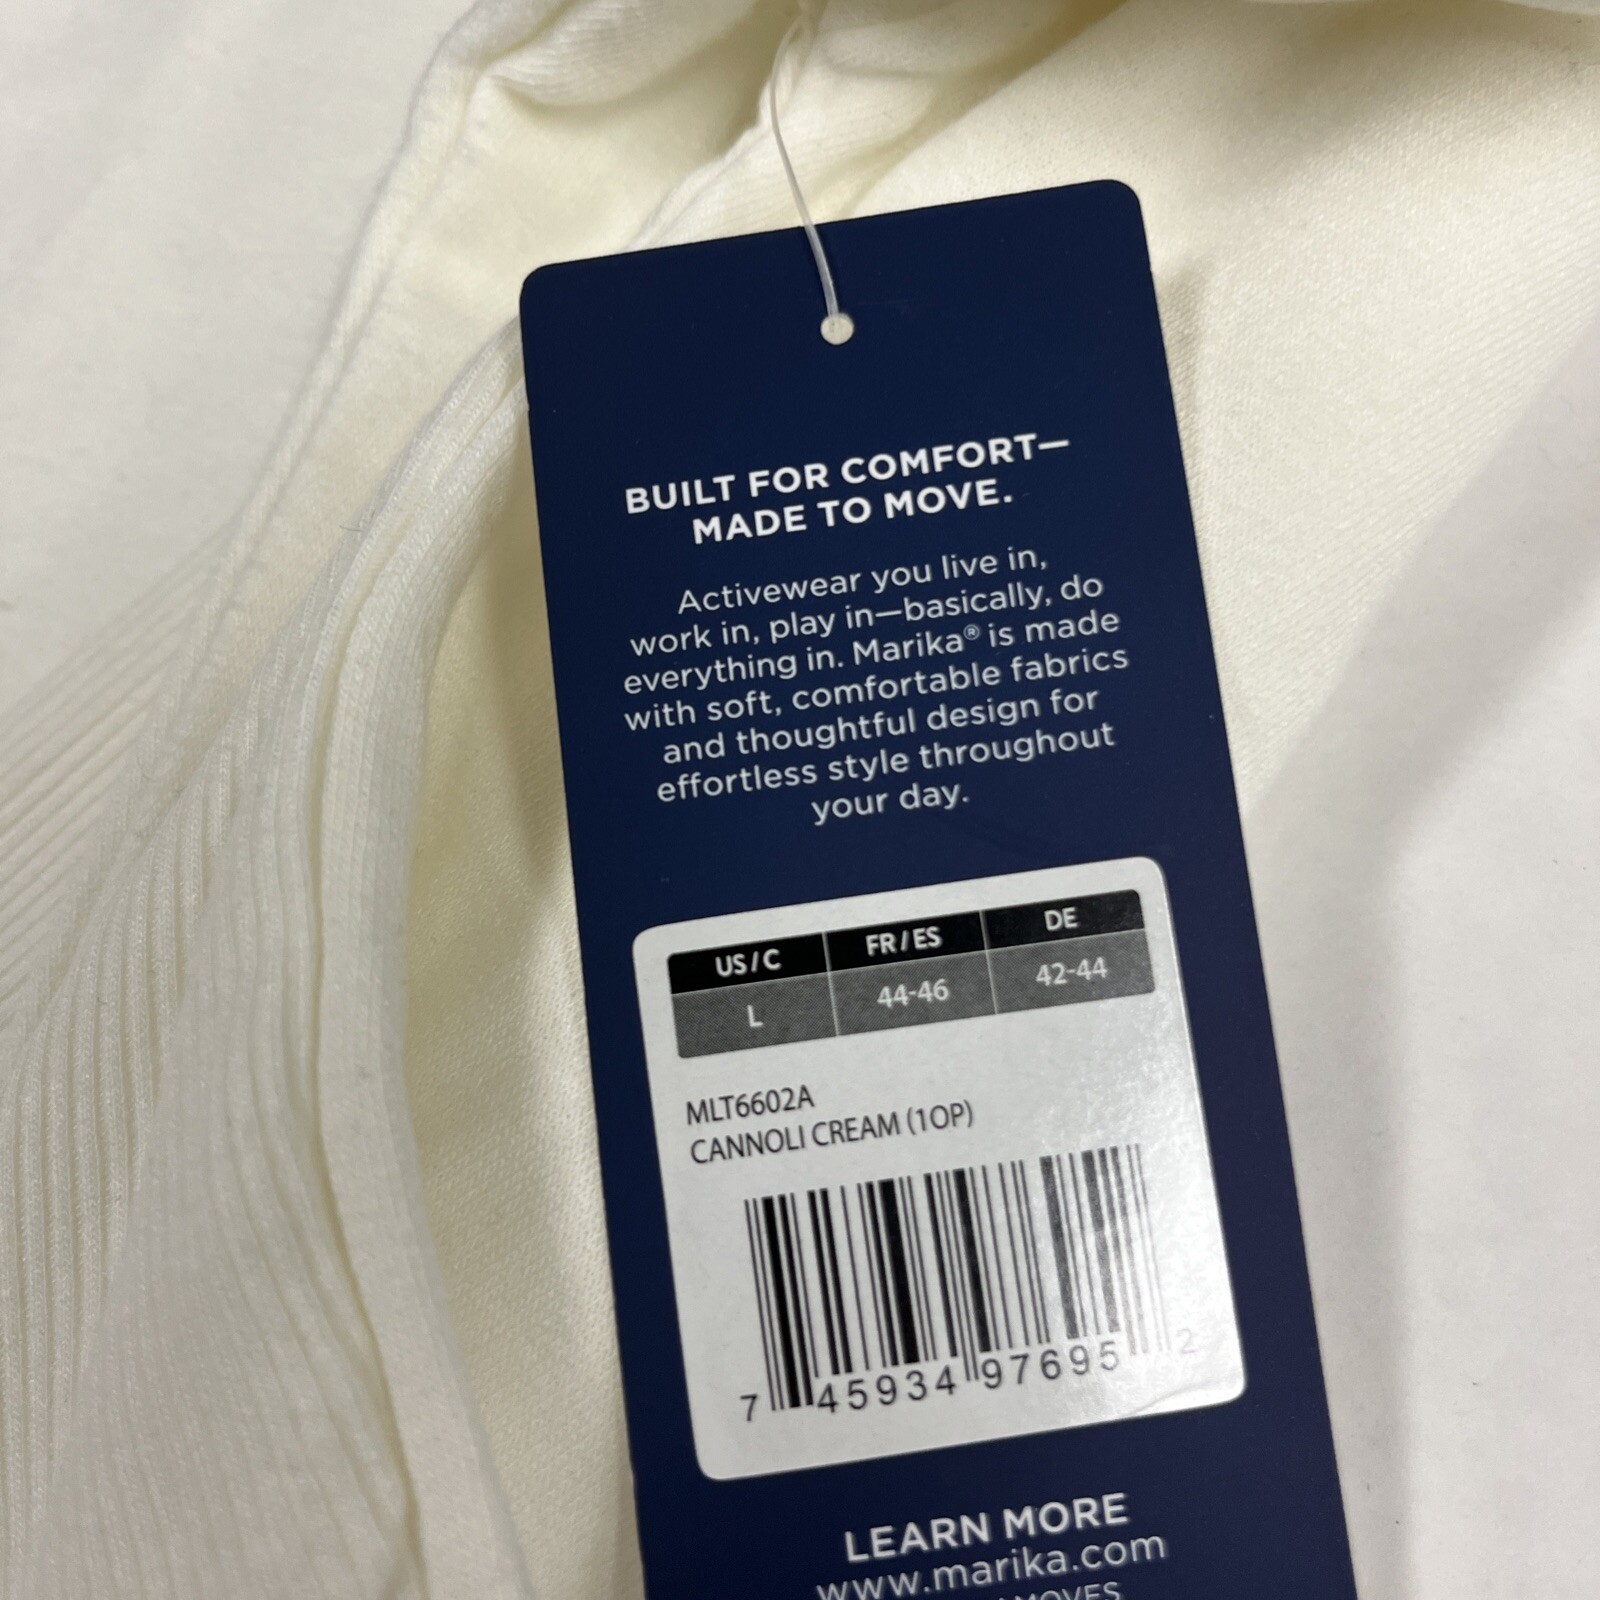 BUILT FOR COMFORT—
MADE TO MOVE.
Activewear you live in,
work in, play in—basically, do
everything in. Marika® is made
with soft, comfortable fabrics
and thoughtful design for
effortless style throughout
your day.
US/C FR/ES DE
L 44-46 42-44
MLT6602A
CANNOLI CREAM (1OP)
7 45934 97695 2
LEARN MORE
www.marika.com